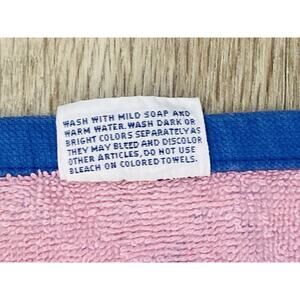 WASH WITH MILD SOAP AND
WARM WATER. WASH DARK OR
BRIGHT COLORS SEPARATELY AS
THEY MAY BLEED AND DISCOLOR
OTHER ARTICLES, DO NOT USE
BLEACH ON COLORED TOWELS.